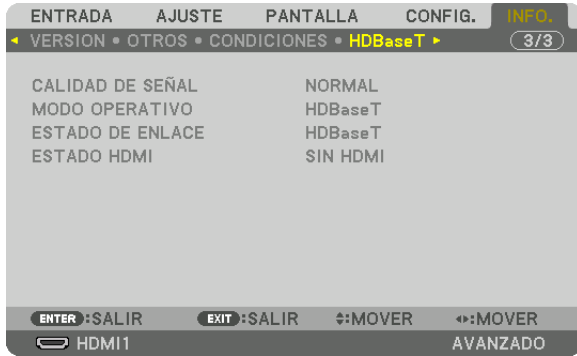 ENTRADA AJUSTE PANTALLA CONFIG. INFO.
VERSION • OTROS • CONDICIONES • HDBaseT 3/3
CALIDAD DE SEÑAL NORMAL
MODO OPERATIVO HDBaseT
ESTADO DE ENLACE HDBaseT
ESTADO HDMI SIN HDMI
ENTER :SALIR EXIT :SALIR :MOVER :MOVER
HDMI1 AVANZADO